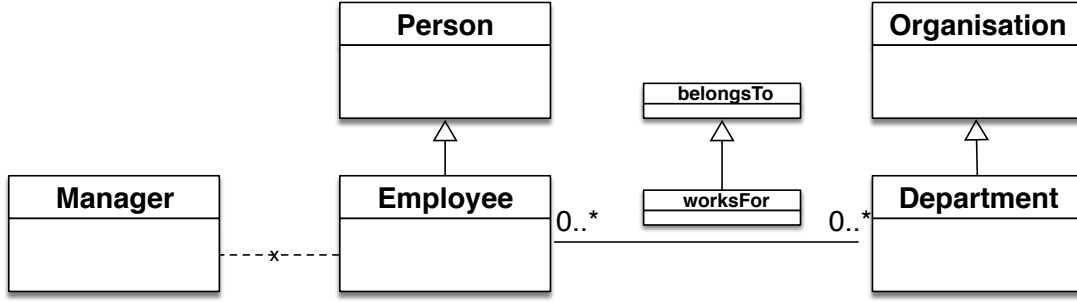 Person
Organisation
belongsTo
Manager
Employee
worksFor
Department
0..*
0..*
x